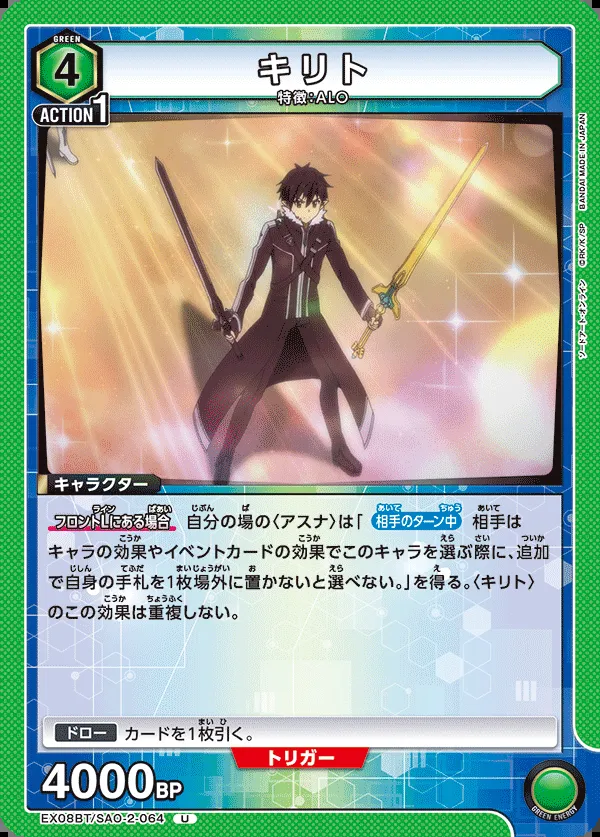 GREEN
4
ACTION1
キリト
特徴：ALO
BANDAI MADE IN JAPAN
©RK/K/SP
ソードアート・オンライン
キャラクター
フロントLにある場合 自分の場の〈アスナ〉は「 相手のターン中 相手は
キャラの効果やイベントカードの効果でこのキャラを選ぶ際に、追加
で自身の手札を1枚場外に置かないと選べない。」を得る。〈キリト〉
のこの効果は重複しない。
ドロー カードを1枚引く。
トリガー
4000BP
GREEN ENERGY
EX08BT/SAO-2-064 U